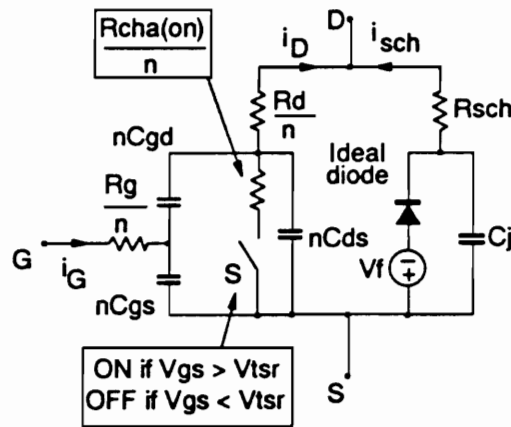 Rcha(on)
n
D
iD
isch
Rd
n
Rsch
nCgd
Ideal
diode
Rg
n
G
iG
S
nCds
Vf
Cj
nCgs
ON if Vgs > Vtsr
OFF if Vgs < Vtsr
S